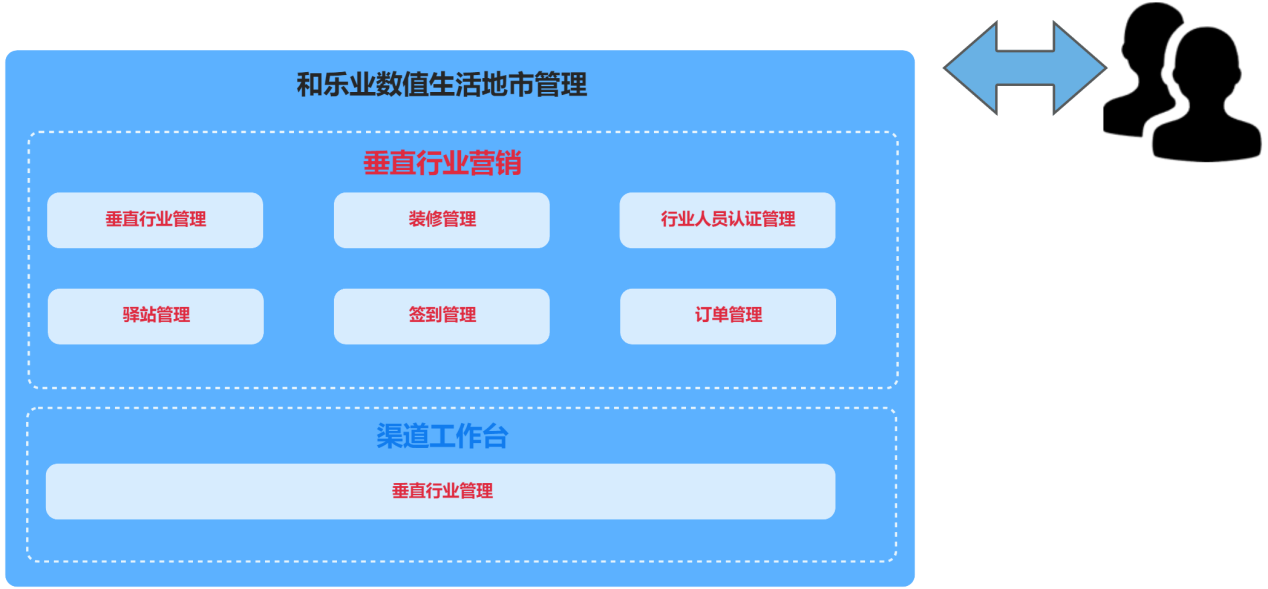 和乐业数值生活地市管理
垂直行业营销
垂直行业管理
装修管理
行业人员认证管理
驿站管理
签到管理
订单管理
渠道工作台
垂直行业管理